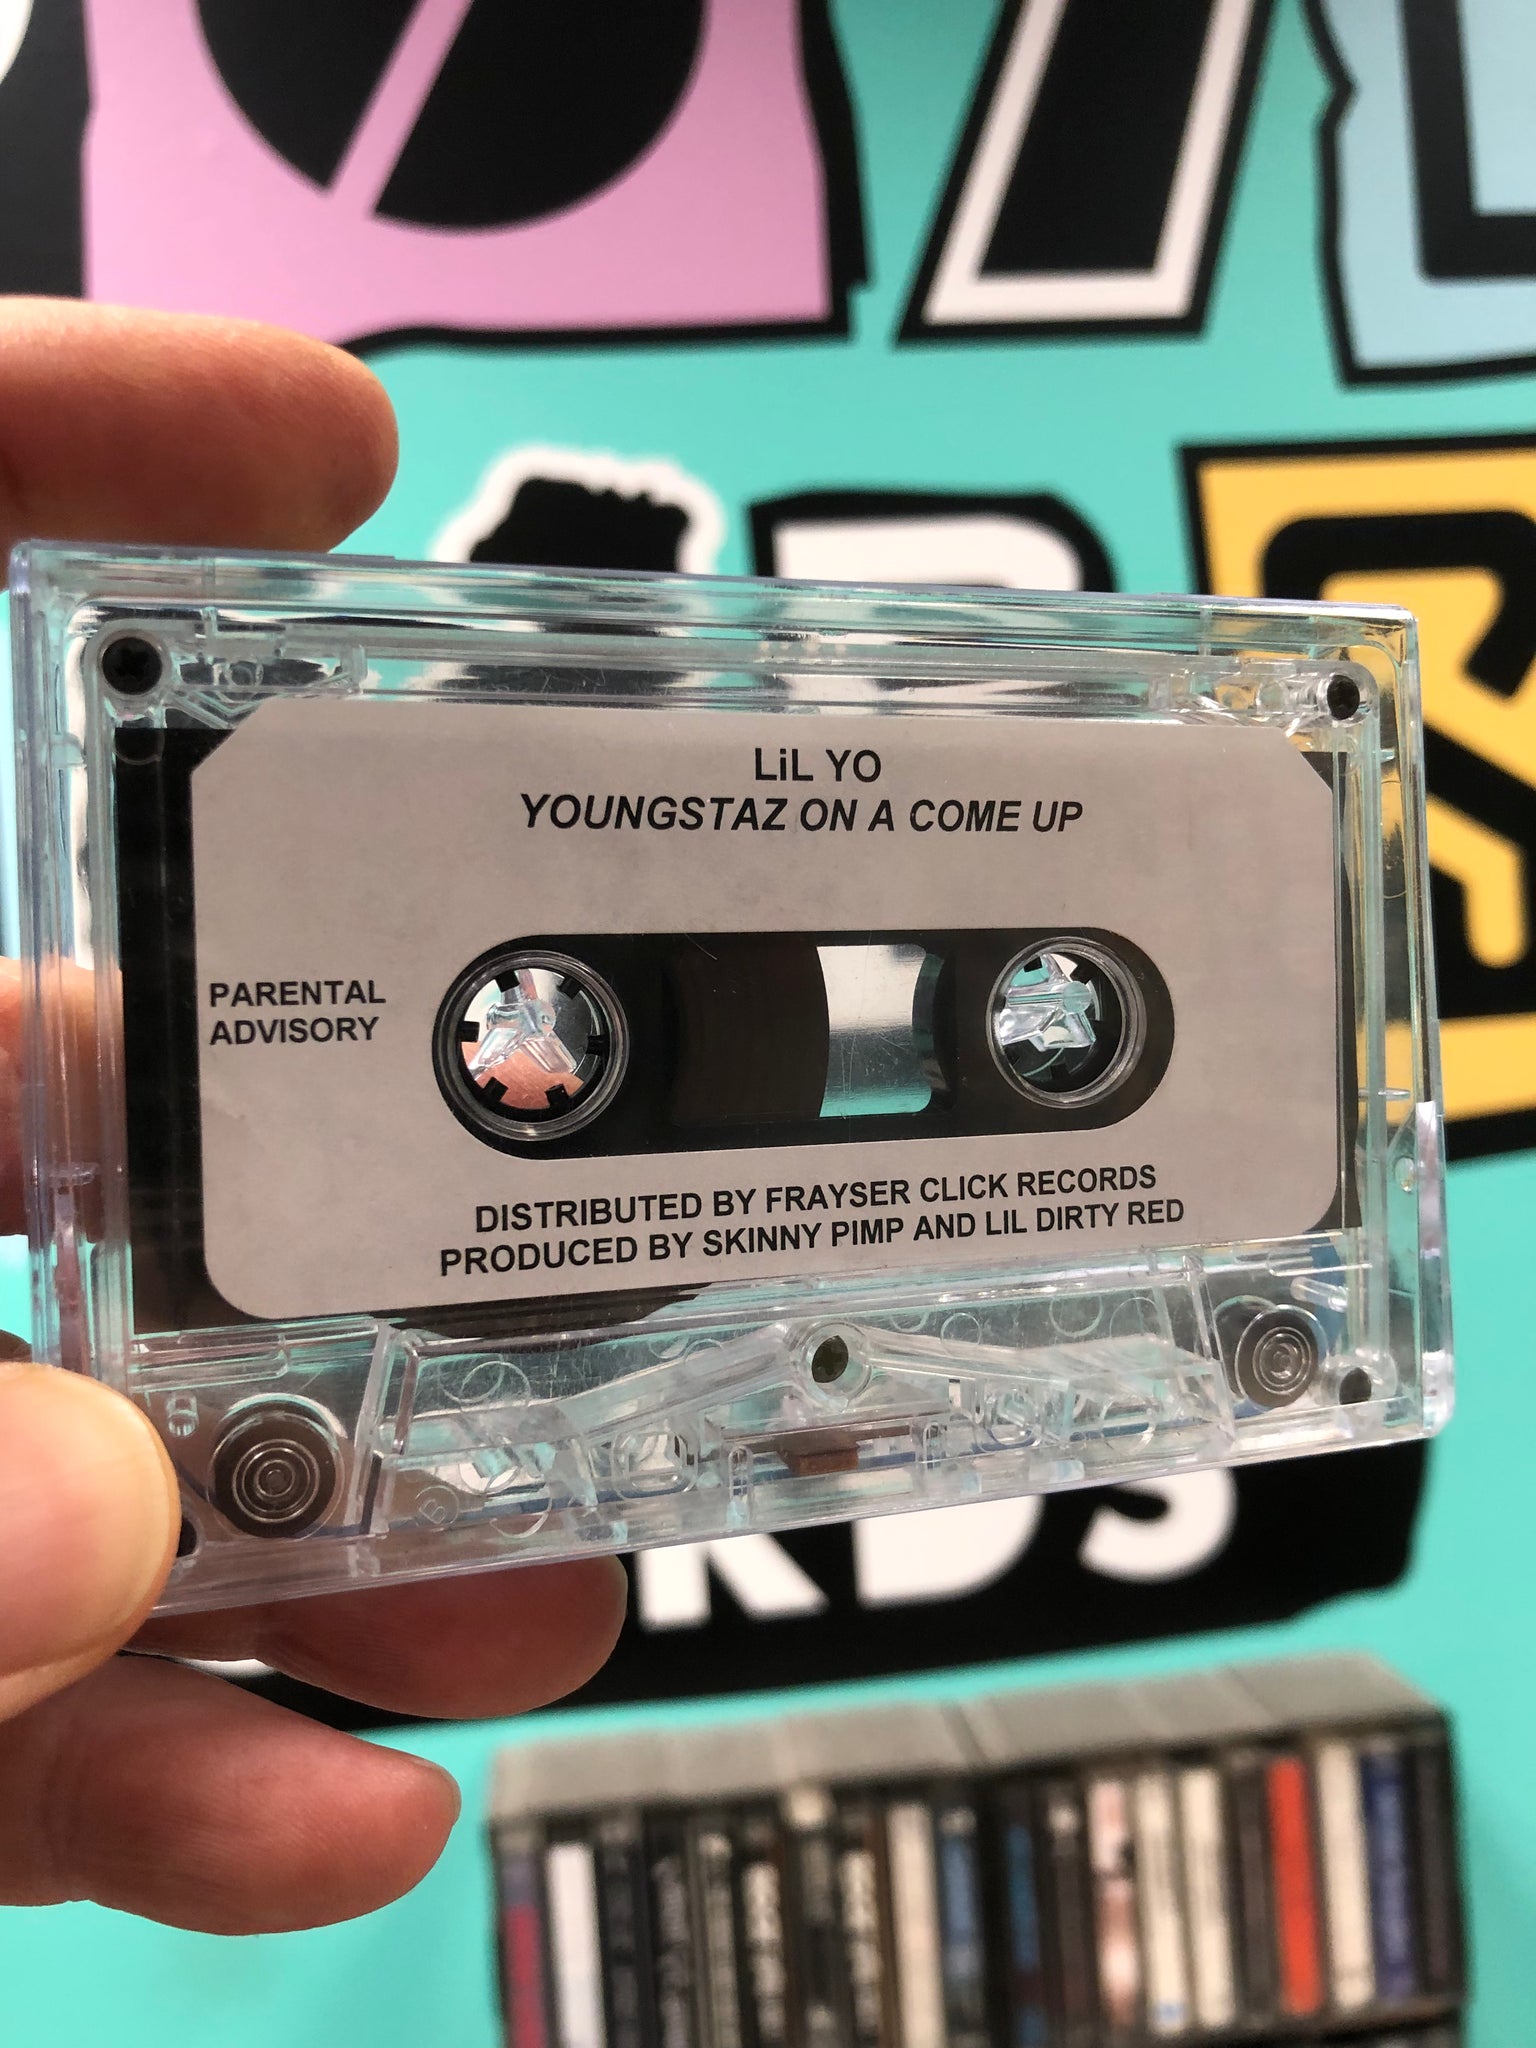 LiL YO
YOUNGSTAZ ON A COME UP
PARENTAL
ADVISORY
DISTRIBUTED BY FRAYSER CLICK RECORDS
PRODUCED BY SKINNY PIMP AND LIL DIRTY RED
B